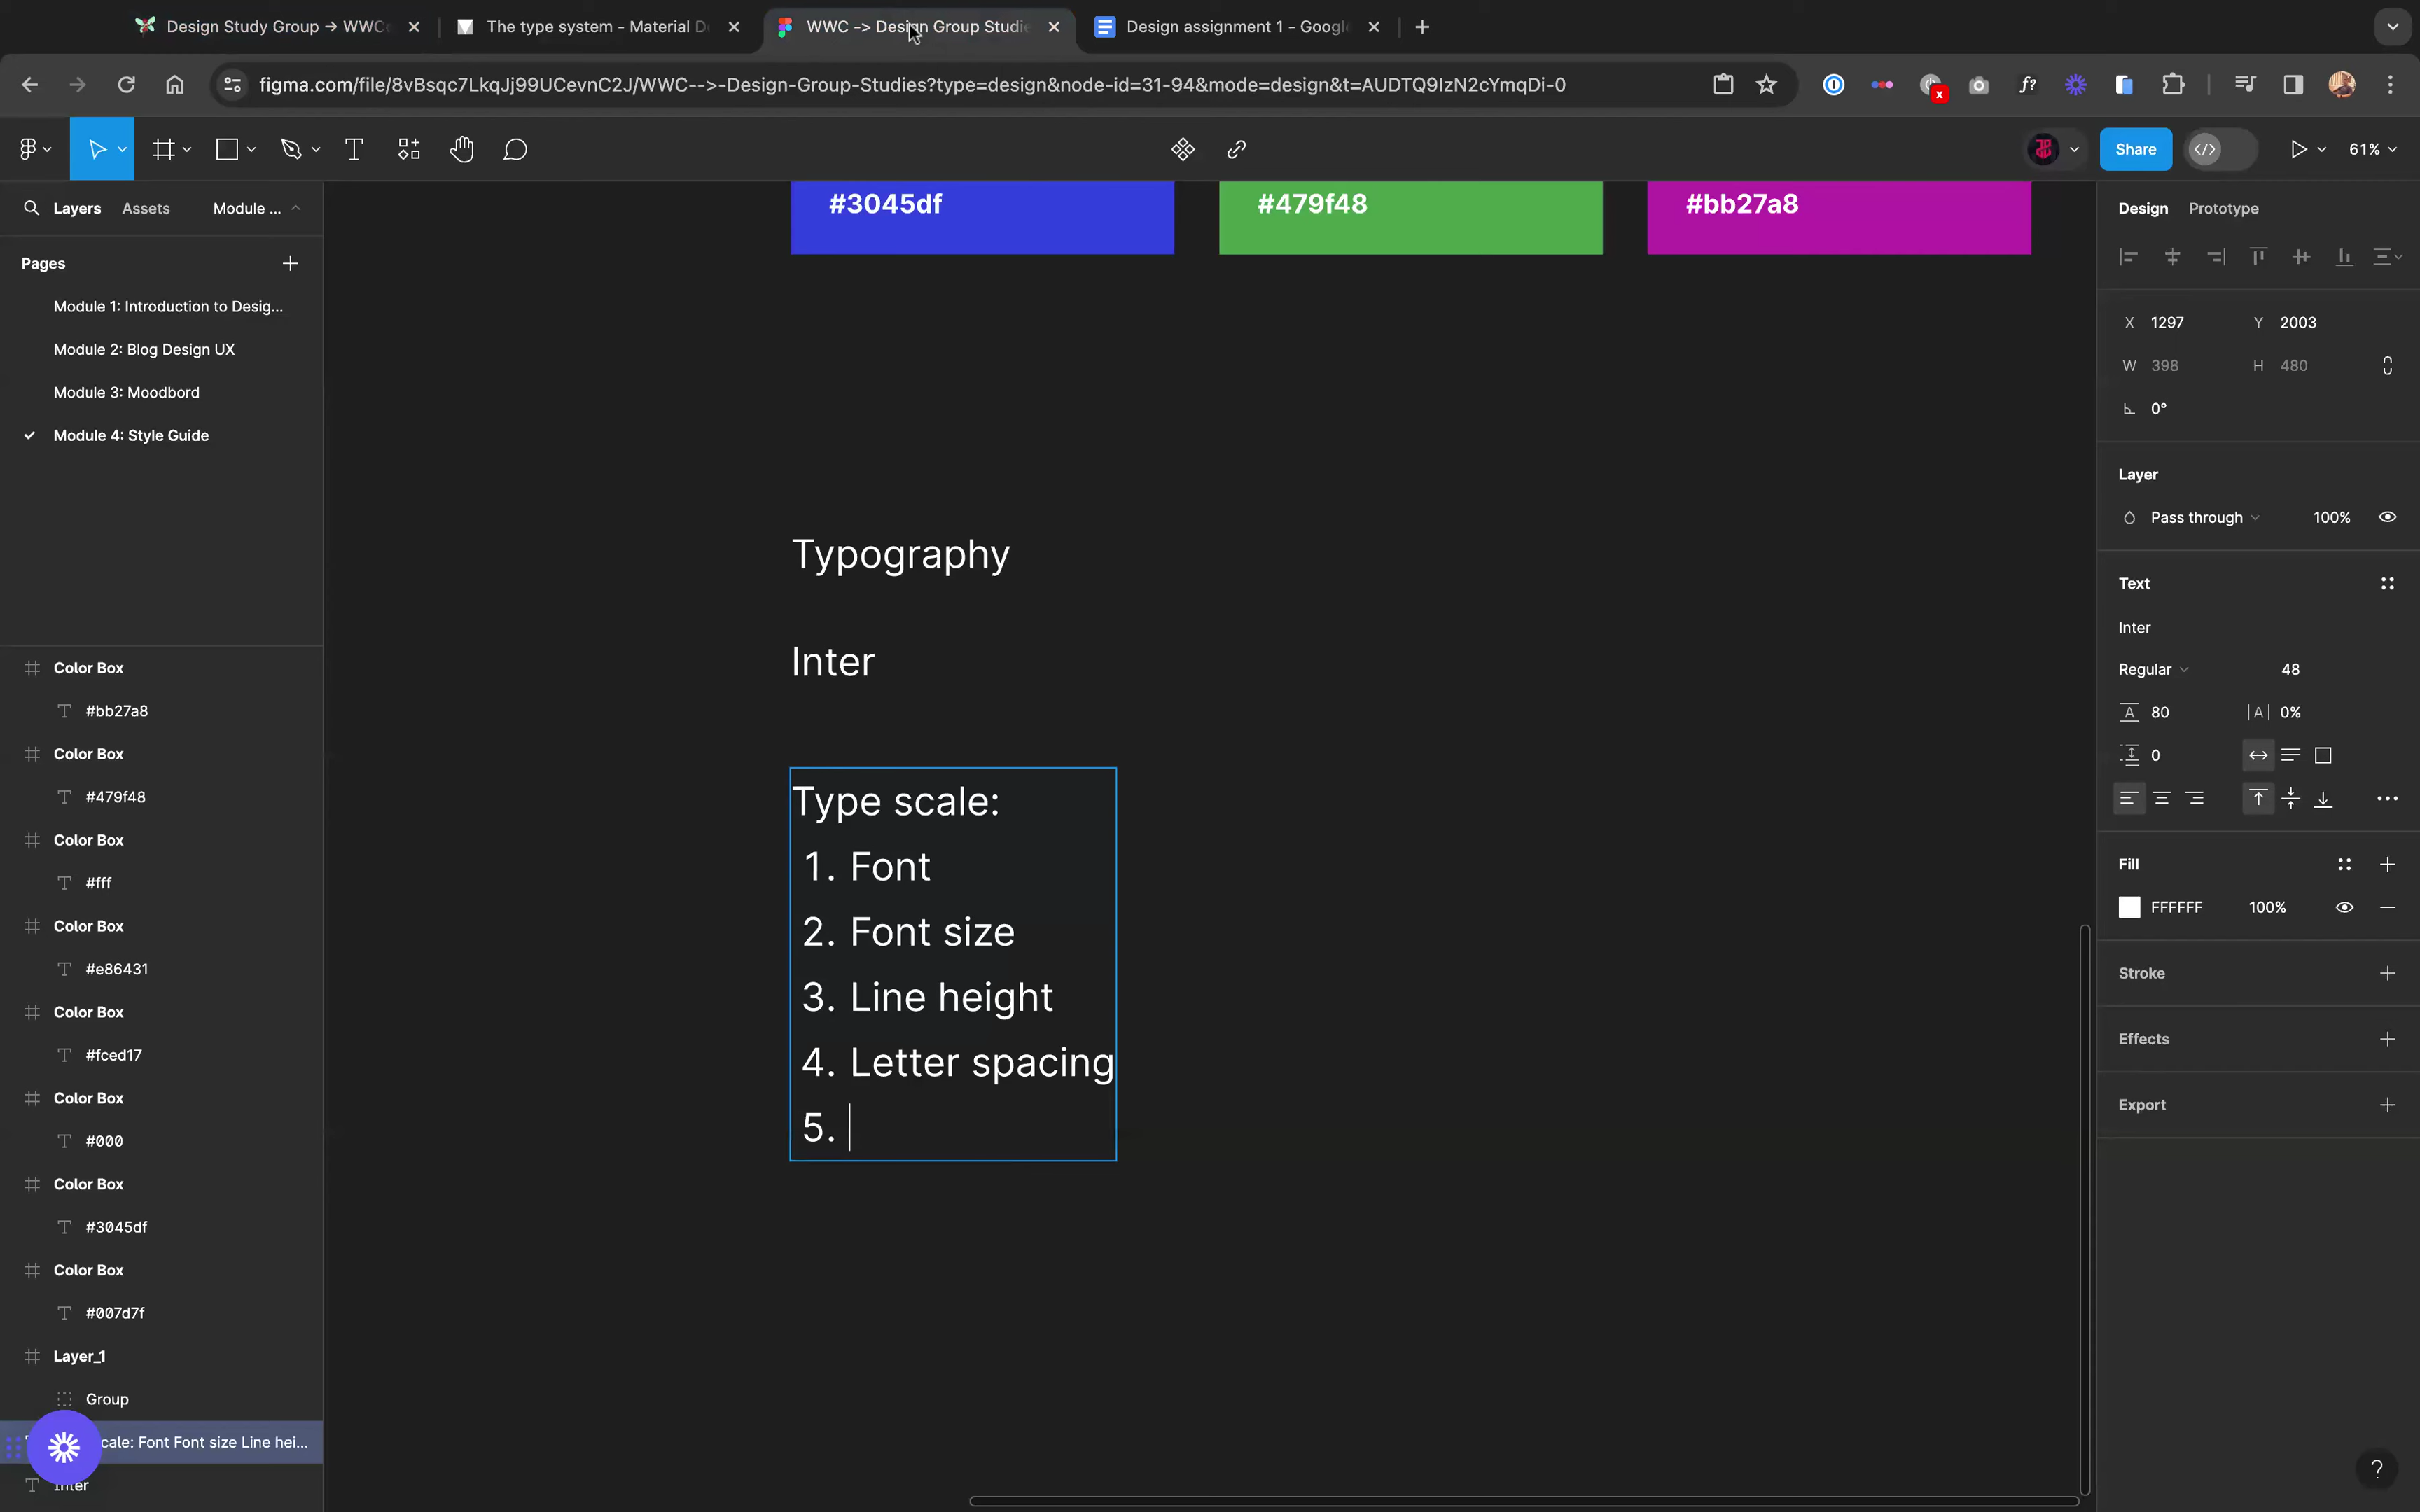 Design Study Group → WWC
The type system - Material D
WWC -> Design Group Studie
Design assignment 1 - Googl
figma.com/file/8vBsqc7LkqJj99UCevnC2J/WWC-->-Design-Group-Studies?type=design&node-id=31-94&mode=design&t=AUDTQ9IzN2cYmqDi-0
Share
61%
Layers
Assets
Module ...
Pages
Module 1: Introduction to Desig...
Module 2: Blog Design UX
Module 3: Moodbord
Module 4: Style Guide
Color Box
#bb27a8
Color Box
#479f48
Color Box
#fff
Color Box
#e86431
Color Box
#fced17
Color Box
#000
Color Box
#3045df
Color Box
#007d7f
Layer_1
Group
cale: Font Font size Line hei...
Inter
#3045df
#479f48
#bb27a8
Typography
Inter
Type scale:
1. Font
2. Font size
3. Line height
4. Letter spacing
5.
Design
Prototype
X 1297
Y 2003
W 398
H 480
0°
Layer
Pass through
100%
Text
Inter
Regular
48
80
0%
0
Fill
FFFFFF
100%
Stroke
Effects
Export